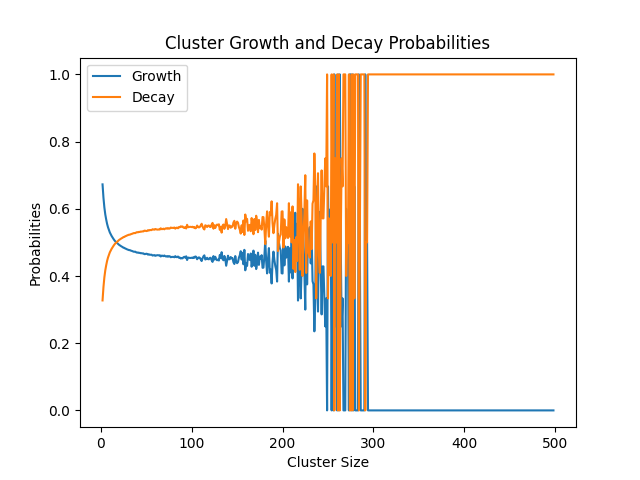 Cluster Growth and Decay Probabilities
Growth
Decay
Probabilities
1.0
0.8
0.6
0.4
0.2
0.0
0
100
200
300
400
500
Cluster Size